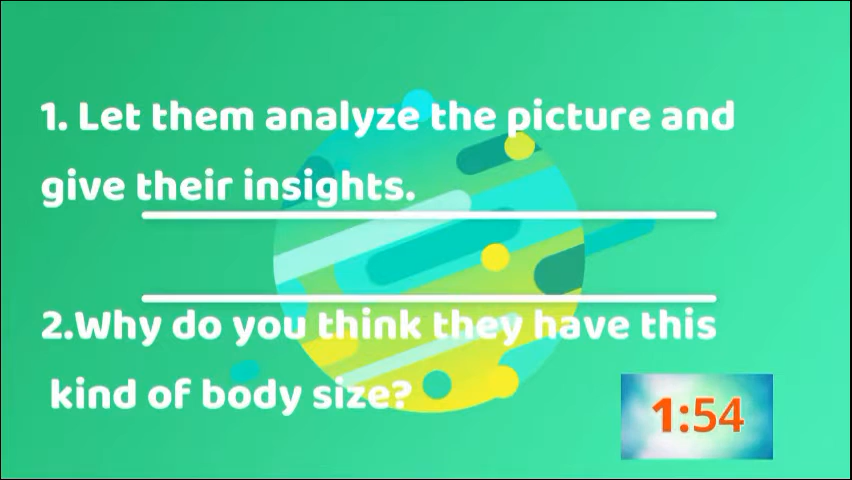 1. Let them analyze the picture and
give their insights.
2.Why do you think they have this
kind of body size?
1:54